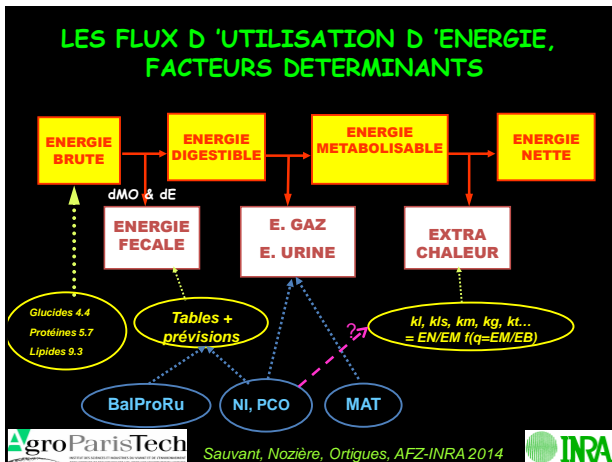 LES FLUX D 'UTILISATION D 'ENERGIE,
FACTEURS DETERMINANTS
ENERGIE
BRUTE
ENERGIE
DIGESTIBLE
ENERGIE
METABOLISABLE
ENERGIE
NETTE
dMO & dE
ENERGIE
FECALE
E. GAZ
E. URINE
EXTRA
CHALEUR
Glucides 4.4
Protéines 5.7
Lipides 9.3
Tables +
prévisions
?
kl, kls, km, kg, kt...
= EN/EM f(q=EM/EB)
BalProRu
NI, PCO
MAT
AgroParisTech
Sauvant, Nozière, Ortigues, AFZ-INRA 2014
INRA